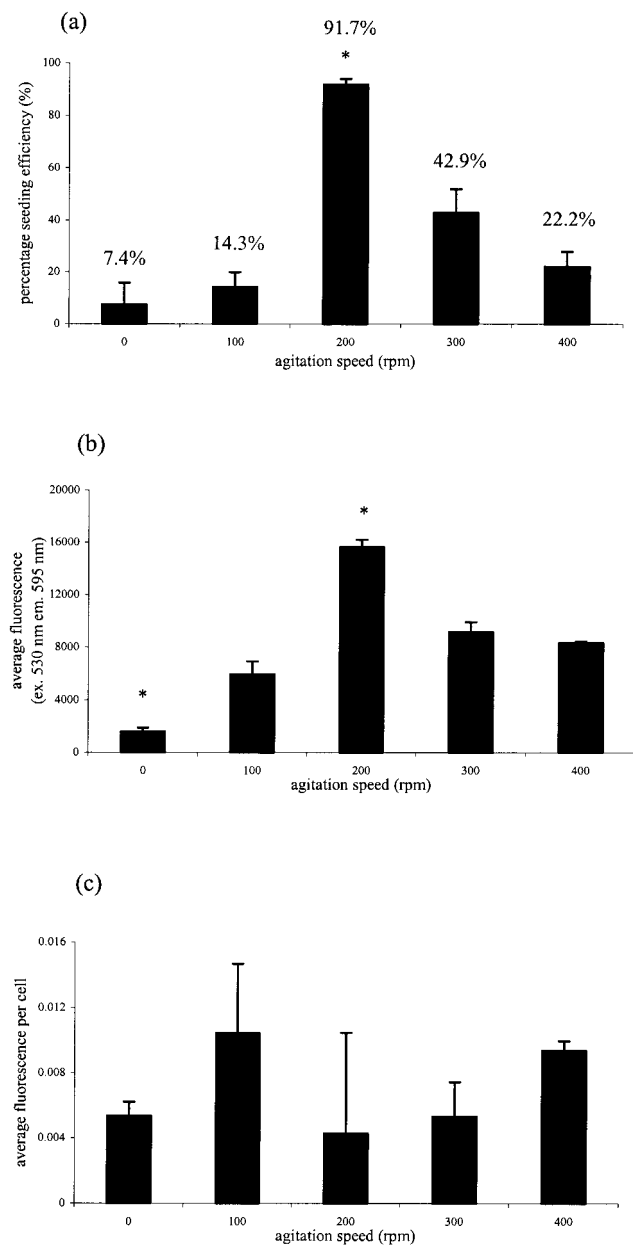 (a)
91.7%
*
100
80
60
40
20
0
percentage seeding efficiency (%)
7.4%
14.3%
42.9%
22.2%
0 100 200 300 400
agitation speed (rpm)
(b)
20000
16000
12000
8000
4000
0
average fluorescence
(ex. 530 nm em. 595 nm)
*
*
0 100 200 300 400
agitation speed (rpm)
(c)
0.016
0.012
0.008
0.004
0
average fluorescence per cell
0 100 200 300 400
agitation speed (rpm)